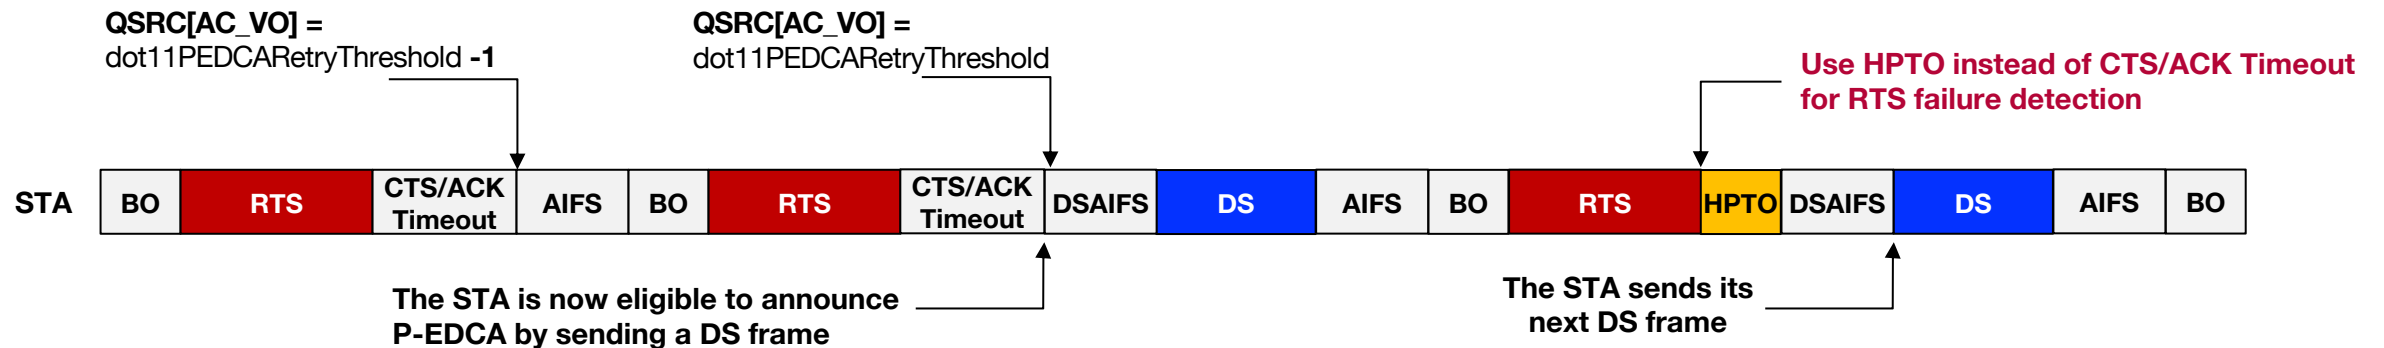 QSRC[AC_VO] =
dot11PEDCARetryThreshold -1
QSRC[AC_VO] =
dot11PEDCARetryThreshold
Use HPTO instead of CTS/ACK Timeout
for RTS failure detection
STA
BO
RTS
CTS/ACK
Timeout
AIFS
BO
RTS
CTS/ACK
Timeout
DSAIFS
DS
AIFS
BO
RTS
HPTO
DSAIFS
DS
AIFS
BO
The STA is now eligible to announce
P-EDCA by sending a DS frame
The STA sends its
next DS frame